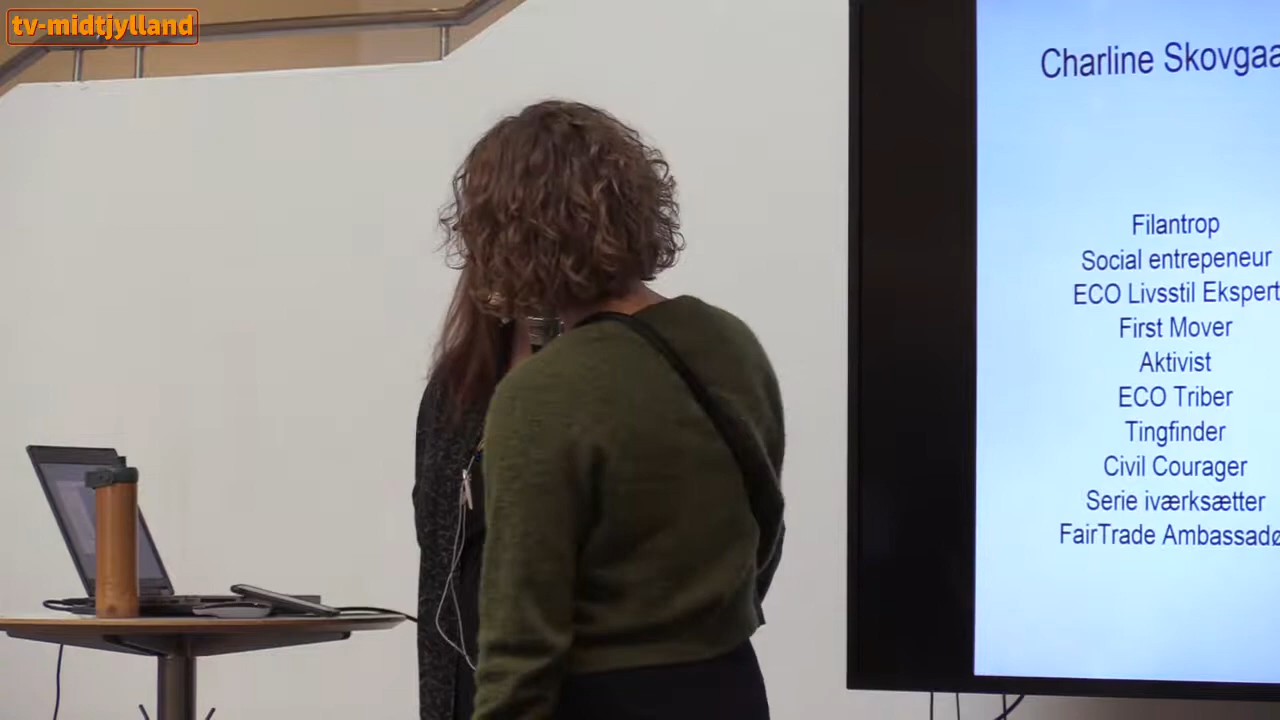 tv-midtjylland
Charline Skovgaa
Filantrop
Social entrepeneur
ECO Livsstil Ekspert
First Mover
Aktivist
ECO Triber
Tingfinder
Civil Courager
Serie iværksætter
FairTrade Ambassadø